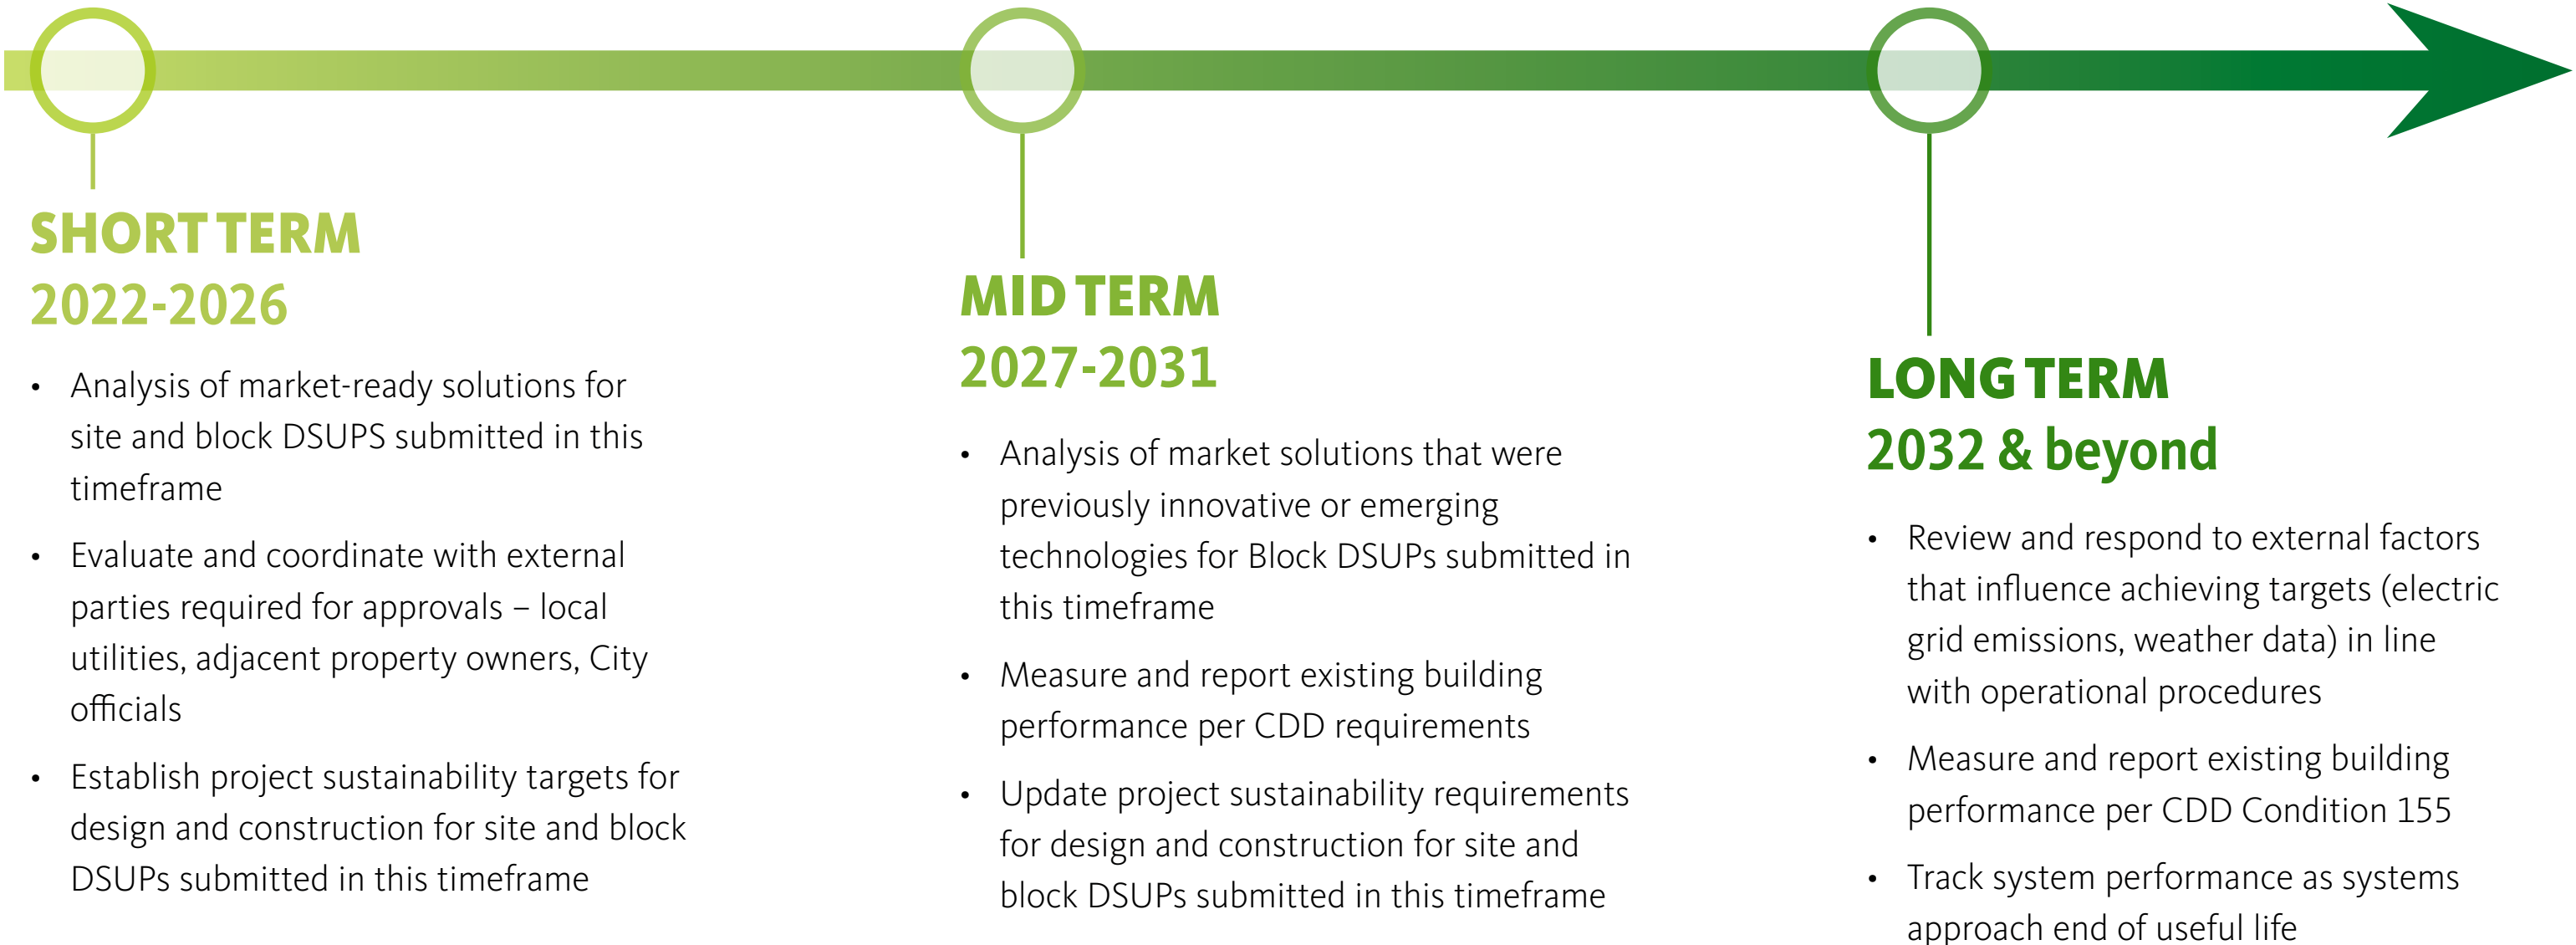 SHORT TERM
2022-2026
• Analysis of market-ready solutions for
site and block DSUPS submitted in this
timeframe
• Evaluate and coordinate with external
parties required for approvals – local
utilities, adjacent property owners, City
officials
• Establish project sustainability targets for
design and construction for site and block
DSUPs submitted in this timeframe
MID TERM
2027-2031
• Analysis of market solutions that were
previously innovative or emerging
technologies for Block DSUPs submitted in
this timeframe
• Measure and report existing building
performance per CDD requirements
• Update project sustainability requirements
for design and construction for site and
block DSUPs submitted in this timeframe
LONG TERM
2032 & beyond
• Review and respond to external factors
that influence achieving targets (electric
grid emissions, weather data) in line
with operational procedures
• Measure and report existing building
performance per CDD Condition 155
• Track system performance as systems
approach end of useful life